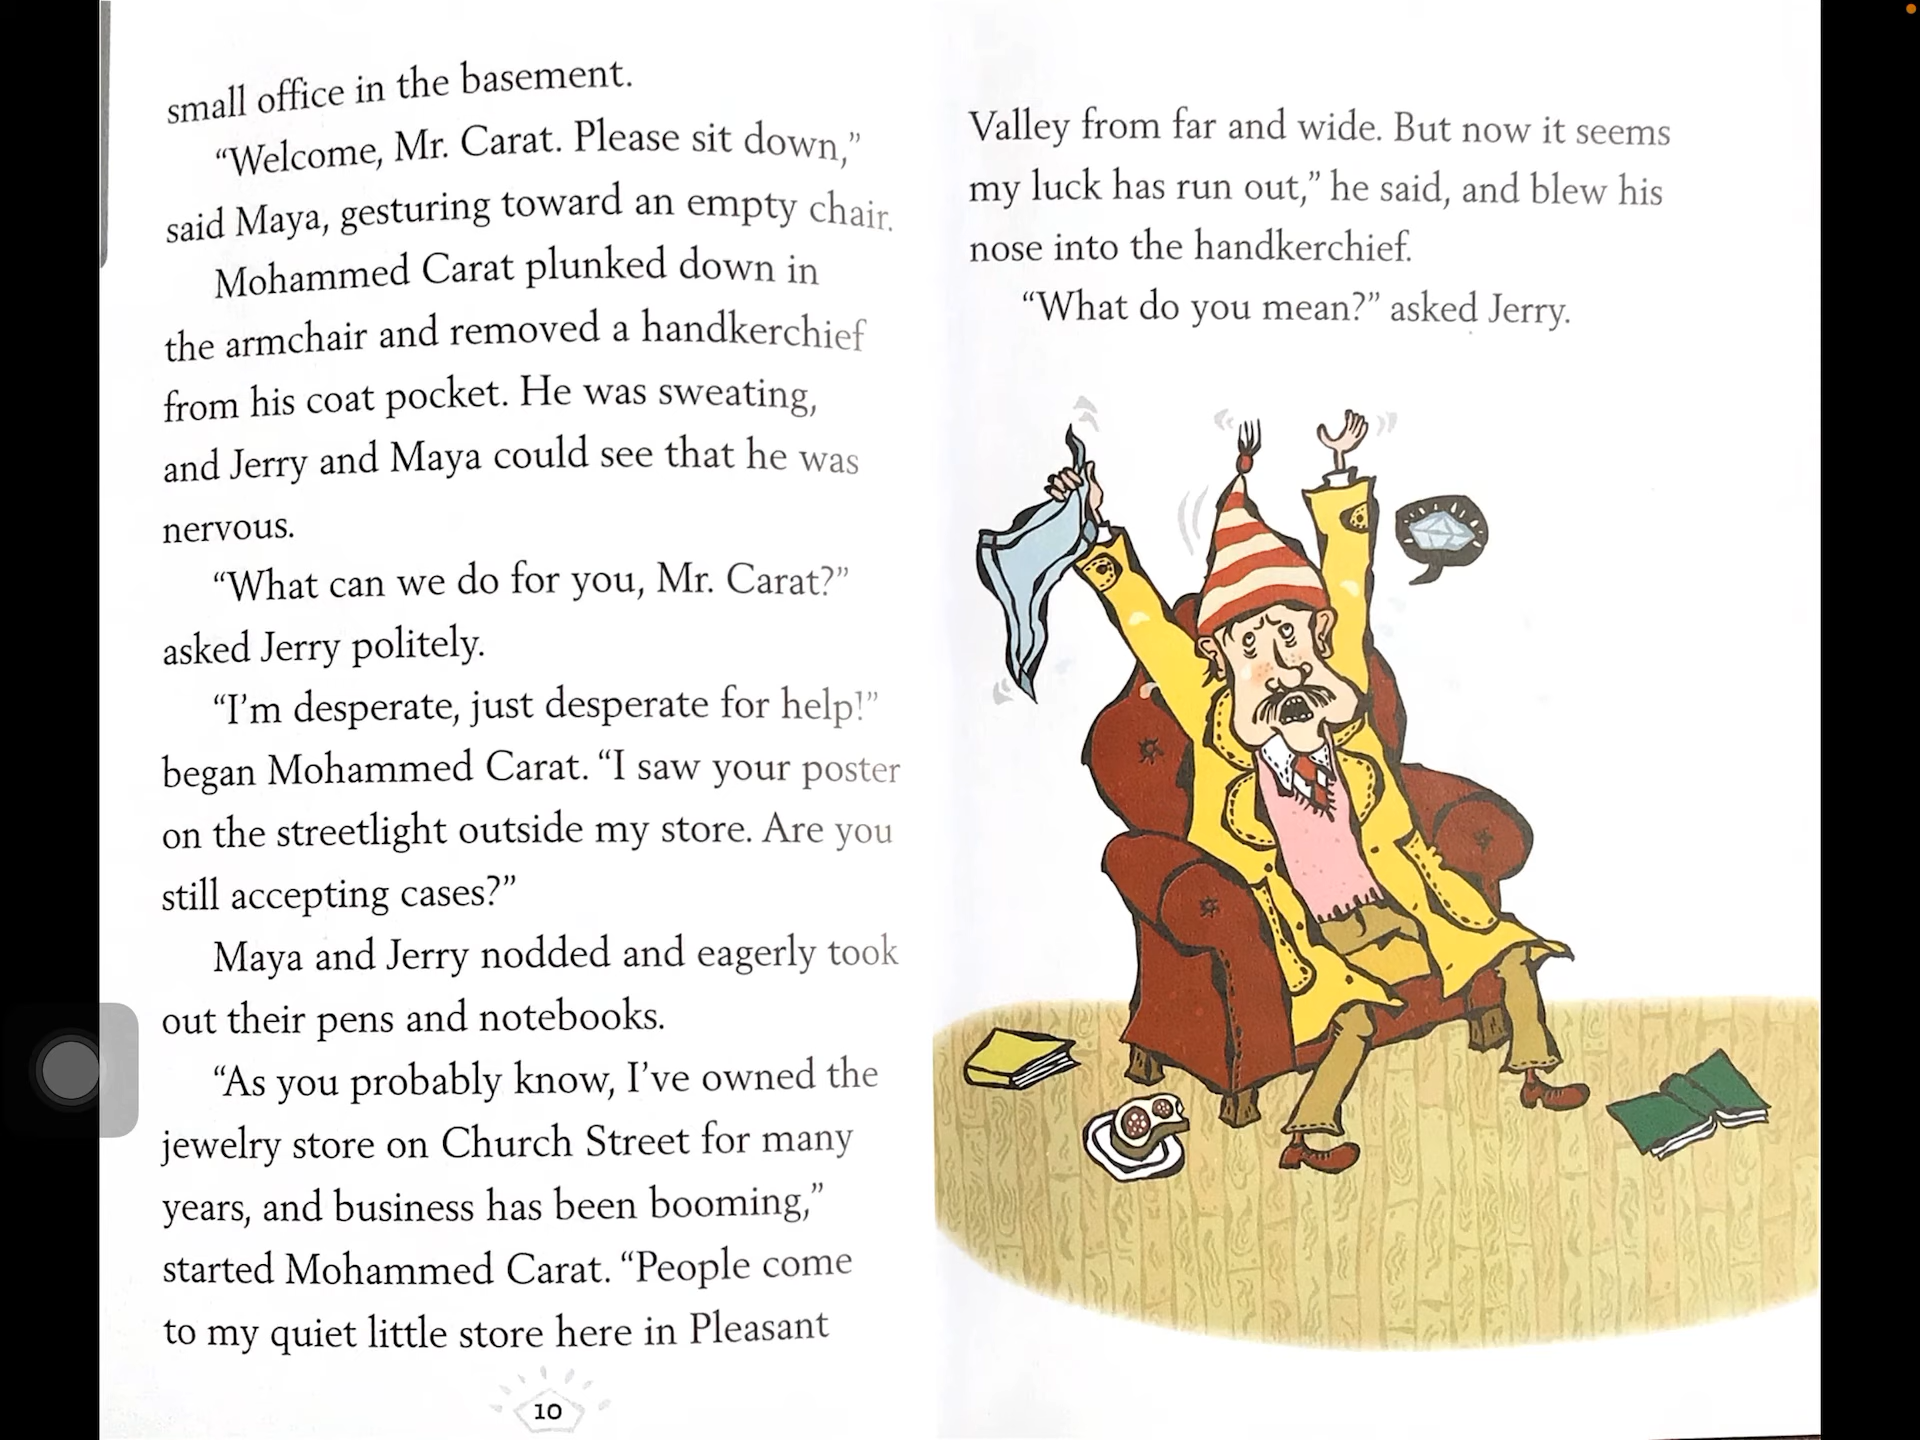 small office in the basement.
“Welcome, Mr. Carat. Please sit down,”
said Maya, gesturing toward an empty chair.
Mohammed Carat plunked down in
the armchair and removed a handkerchief
from his coat pocket. He was sweating,
and Jerry and Maya could see that he was
nervous.
“What can we do for you, Mr. Carat?”
asked Jerry politely.
“I’m desperate, just desperate for help!”
began Mohammed Carat. “I saw your poster
on the streetlight outside my store. Are you
still accepting cases?”
Maya and Jerry nodded and eagerly took
out their pens and notebooks.
“As you probably know, I’ve owned the
jewelry store on Church Street for many
years, and business has been booming,”
started Mohammed Carat. “People come
to my quiet little store here in Pleasant
10
Valley from far and wide. But now it seems
my luck has run out,” he said, and blew his
nose into the handkerchief.
“What do you mean?” asked Jerry.